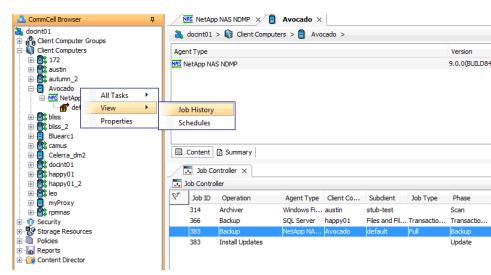 CommCell Browser
docint01
Client Computer Groups
Client Computers
172
austin
autumn_2
Avocado
NetApp
def
bliss
bliss_2
Bluearc1
camus
Celerra_dm2
docint01
happy01
happy01_2
leo
myProxy
rpmnas
Security
Storage Resources
Policies
Reports
Content Director
All Tasks
View
Properties
Job History
Schedules
NetApp NAS NDMP
Avocado
docint01 > Client Computers > Avocado >
Agent Type Version
NAS NetApp NAS NDMP 9.0.0(BUILD84
Content Summary
Job Controller
Job Controller
Job ID Operation Agent Type Client Co... Subclient Job Type Phase
314 Archiver Windows Fi... austin stub-test Scan
366 Backup SQL Server happy01 Files and Fil... Transactio... Transactio...
385 Backup NetApp NA... Avocado default Full Backup
383 Install Updates Update